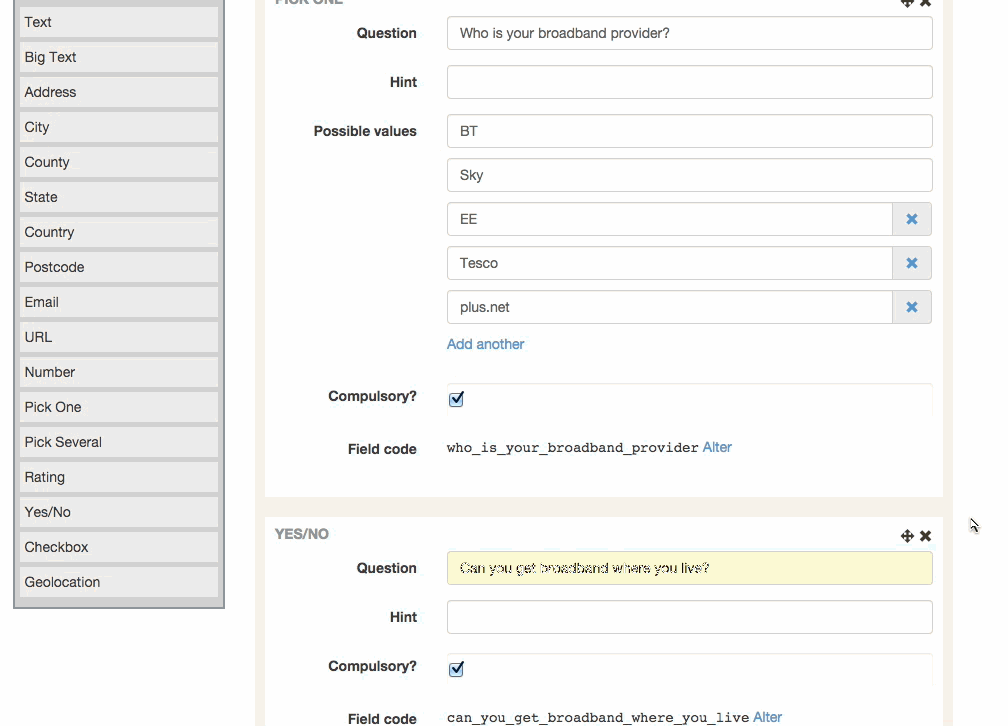 Text
Big Text
Address
City
County
State
Country
Postcode
Email
URL
Number
Pick One
Pick Several
Rating
Yes/No
Checkbox
Geolocation
PICK ONE
Question
Who is your broadband provider?
Hint
Possible values
BT
Sky
EE
Tesco
plus.net
Add another
Compulsory?
Field code
who_is_your_broadband_provider Alter
YES/NO
Question
Can you get broadband where you live?
Hint
Compulsory?
Field code
can_you_get_broadband_where_you_live Alter